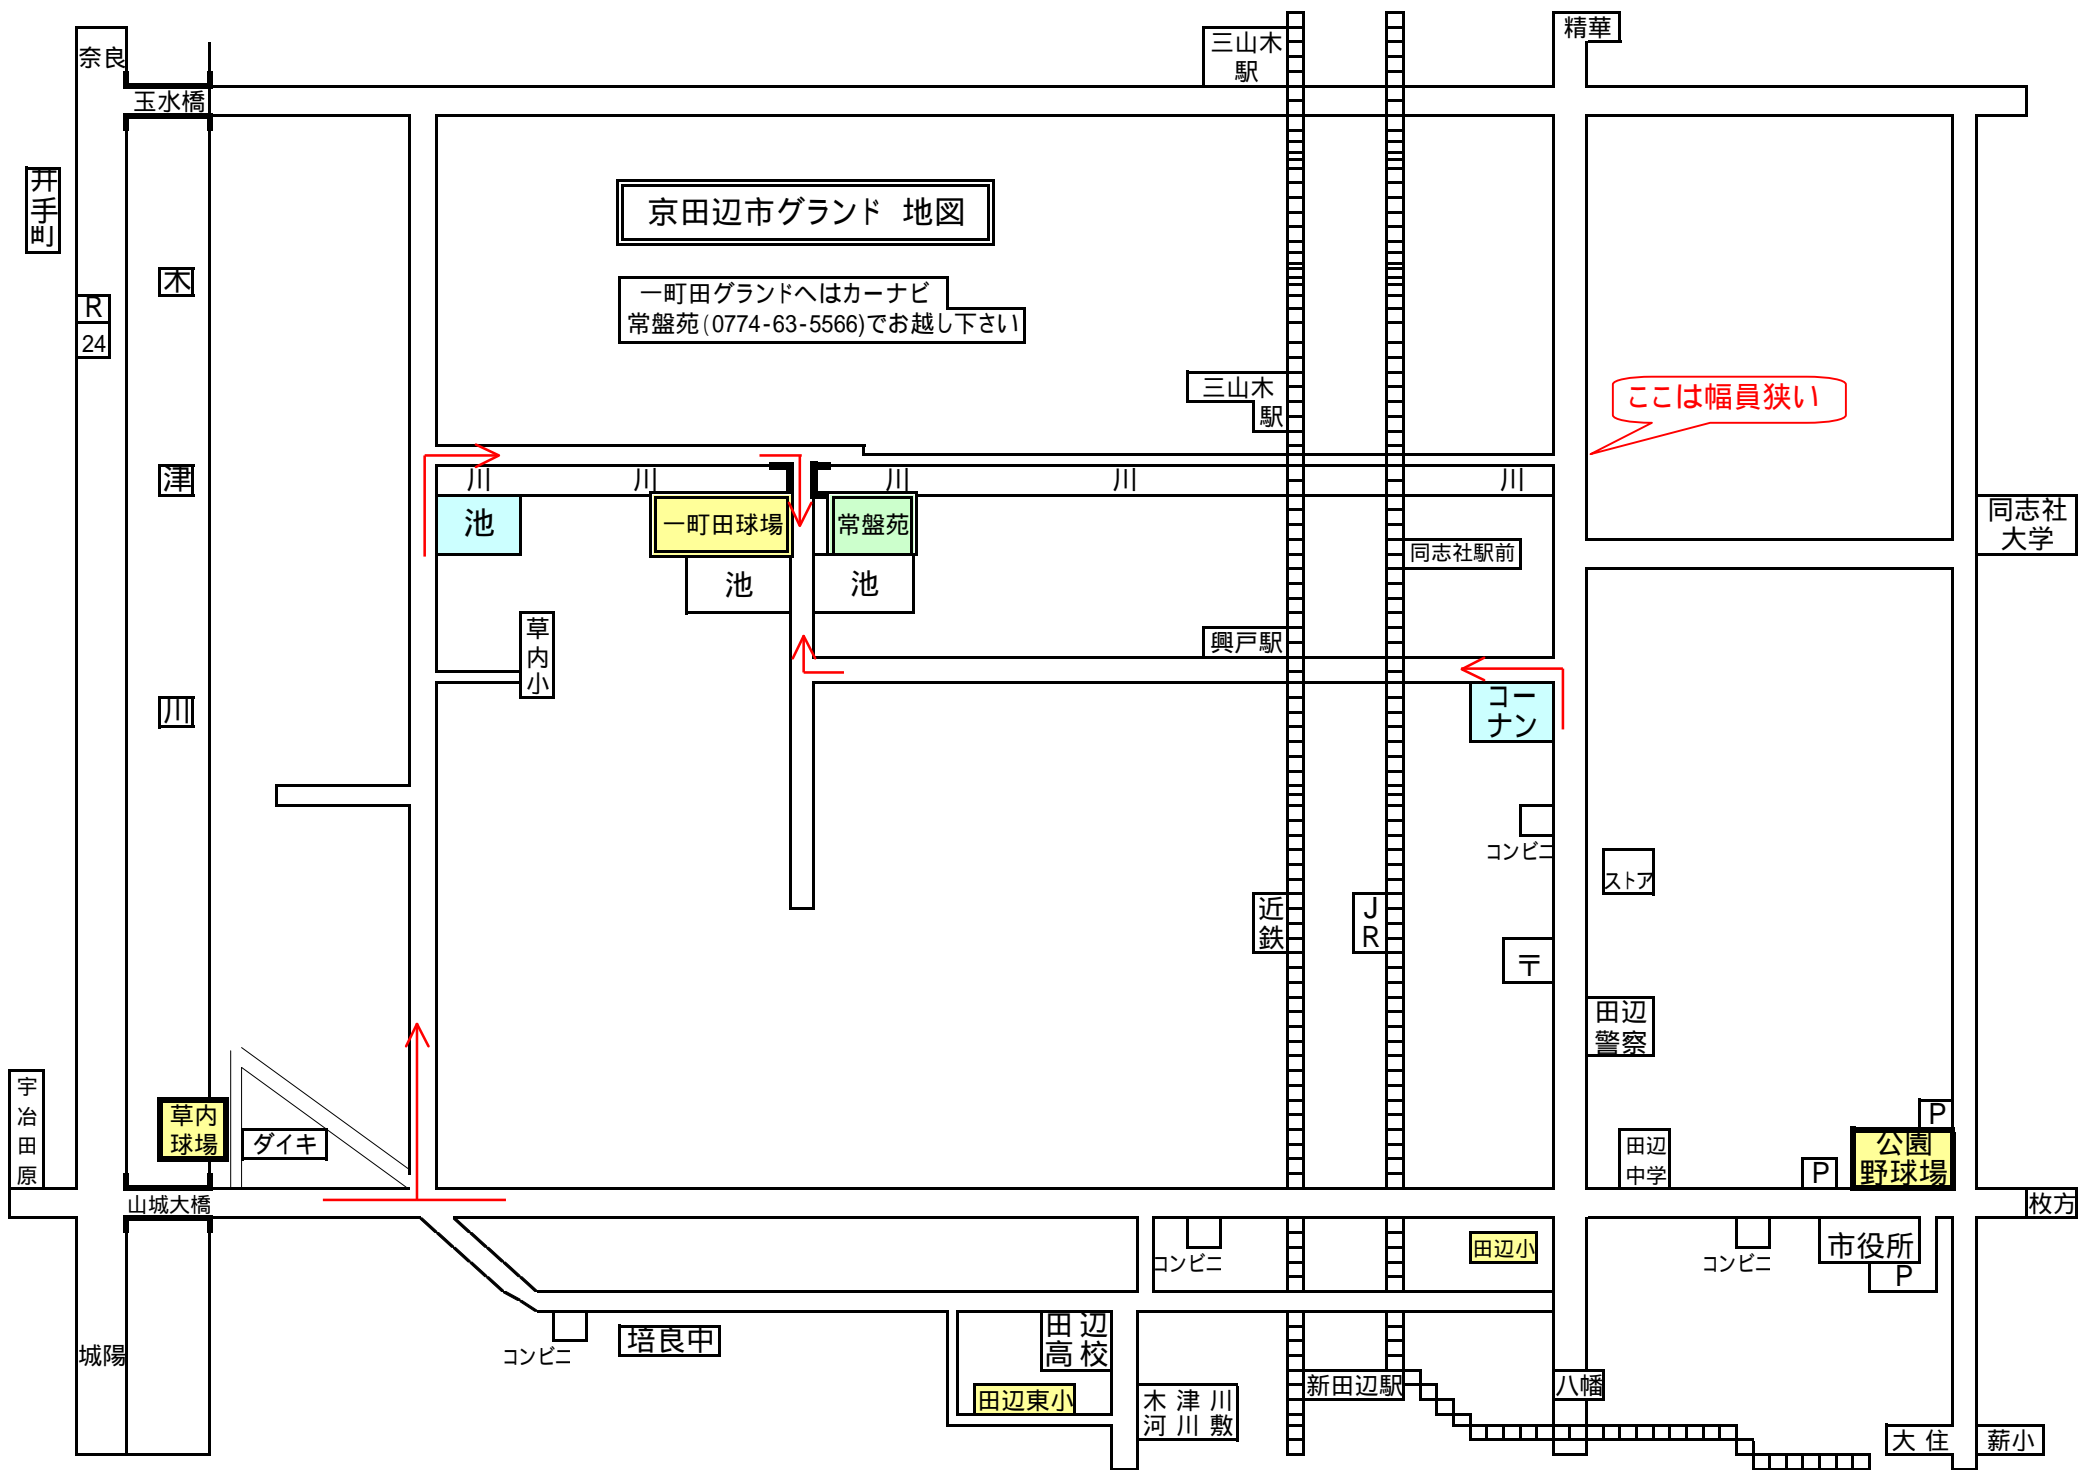 精華
三山木
駅
奈良
玉水橋
井
手
町
京田辺市グランド 地図
木
一町田グランドへはカーナビ
常盤苑(0774-63-5566)でお越し下さい
R
24
三山木
駅
ここは幅員狭い
津
川
川
川
川
川
池
一町田球場
常盤苑
同志社
大学
同志社駅前
池
池
草
内
小
興戸駅
川
コー
ナン
コンビニ
ストア
近
鉄
J
R
〒
田辺
警察
宇
冶
田
原
草内
球場
ダイキ
P
田辺
中学
P
公園
野球場
山城大橋
枚方
コンビニ
田辺小
コンビニ
市役所
P
城陽
コンビニ
培良中
田辺
高校
田辺東小
木津川
河川敷
新田辺駅
八幡
大住
薪小